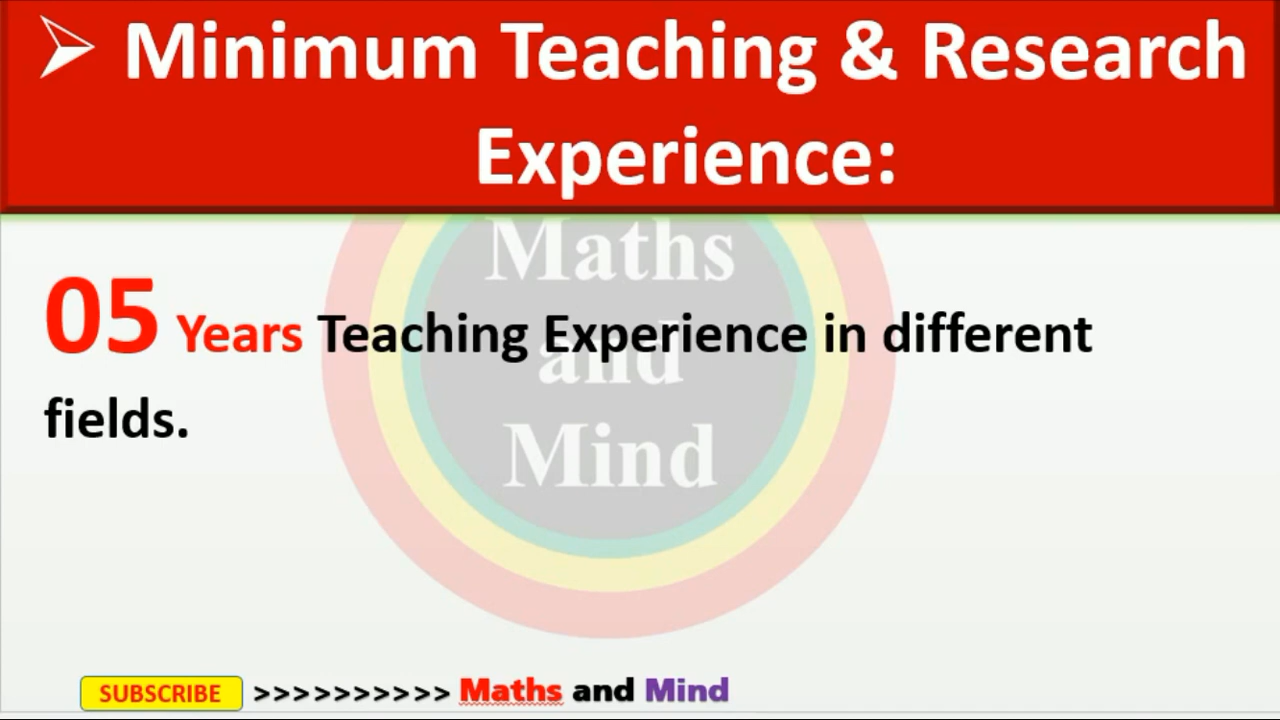 ➢ Minimum Teaching & Research
Experience:
Maths
and
Mind
05 Years Teaching Experience in different
fields.
SUBSCRIBE >>>>>>>>>> Maths and Mind